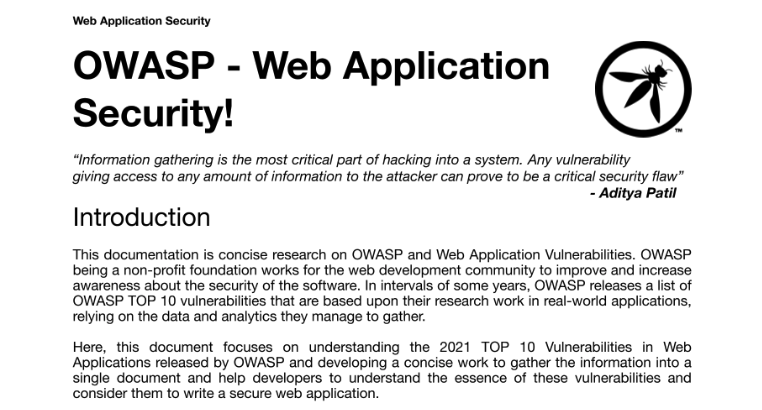 Web Application Security
OWASP - Web Application
Security!
TM
“Information gathering is the most critical part of hacking into a system. Any vulnerability
giving access to any amount of information to the attacker can prove to be a critical security flaw”
- Aditya Patil
Introduction
This documentation is concise research on OWASP and Web Application Vulnerabilities. OWASP
being a non-profit foundation works for the web development community to improve and increase
awareness about the security of the software. In intervals of some years, OWASP releases a list of
OWASP TOP 10 vulnerabilities that are based upon their research work in real-world applications,
relying on the data and analytics they manage to gather.
Here, this document focuses on understanding the 2021 TOP 10 Vulnerabilities in Web
Applications released by OWASP and developing a concise work to gather the information into a
single document and help developers to understand the essence of these vulnerabilities and
consider them to write a secure web application.